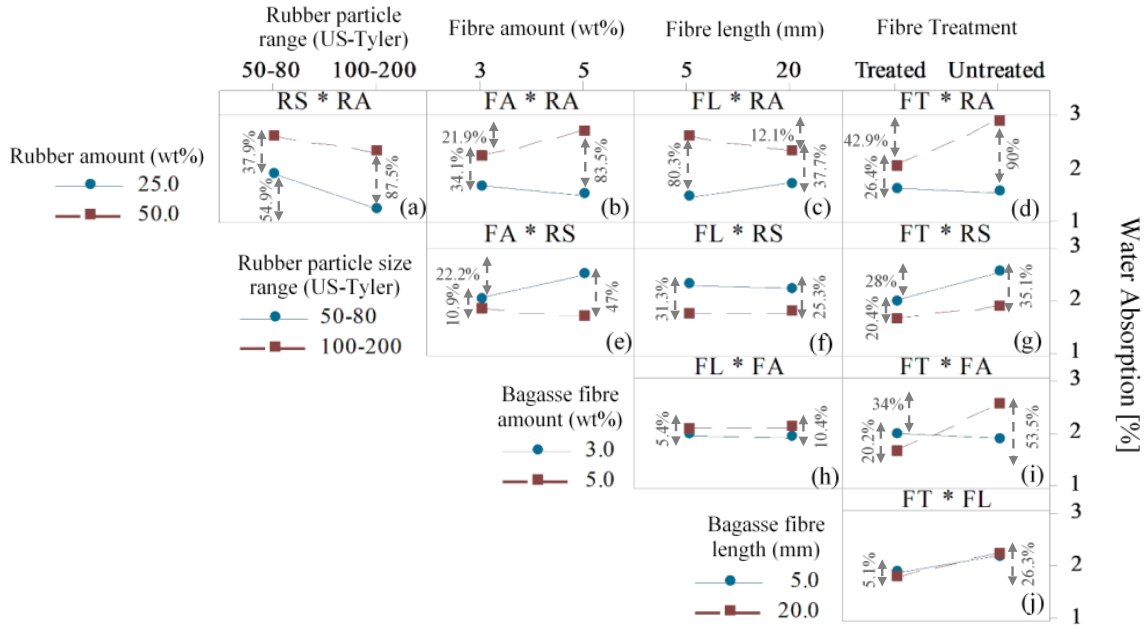 Rubber particle range (US-Tyler)
Fibre amount (wt%)
Fibre length (mm)
Fibre Treatment
50-80 100-200
3 5
5 20
Treated Untreated
RS * RA
FA * RA
FL * RA
FT * RA
3
Rubber amount (wt%)
25.0
50.0
37.9%
54.9%
87.5%
(a)
21.9%
34.1%
83.5%
(b)
80.3%
12.1%
37.7%
(c)
42.9%
26.4%
90%
(d)
2
1
FA * RS
FL * RS
FT * RS
3
Rubber particle size
range (US-Tyler)
50-80
100-200
22.2%
10.9%
47%
(e)
31.3%
25.3%
(f)
28%
20.4%
35.1%
(g)
2
1
Water Absorption [%]
FL * FA
FT * FA
3
Bagasse fibre
amount (wt%)
3.0
5.0
5.4%
10.4%
(h)
34%
20.2%
53.5%
(i)
2
1
FT * FL
3
Bagasse fibre
length (mm)
5.0
20.0
5.1%
26.3%
(j)
2
1